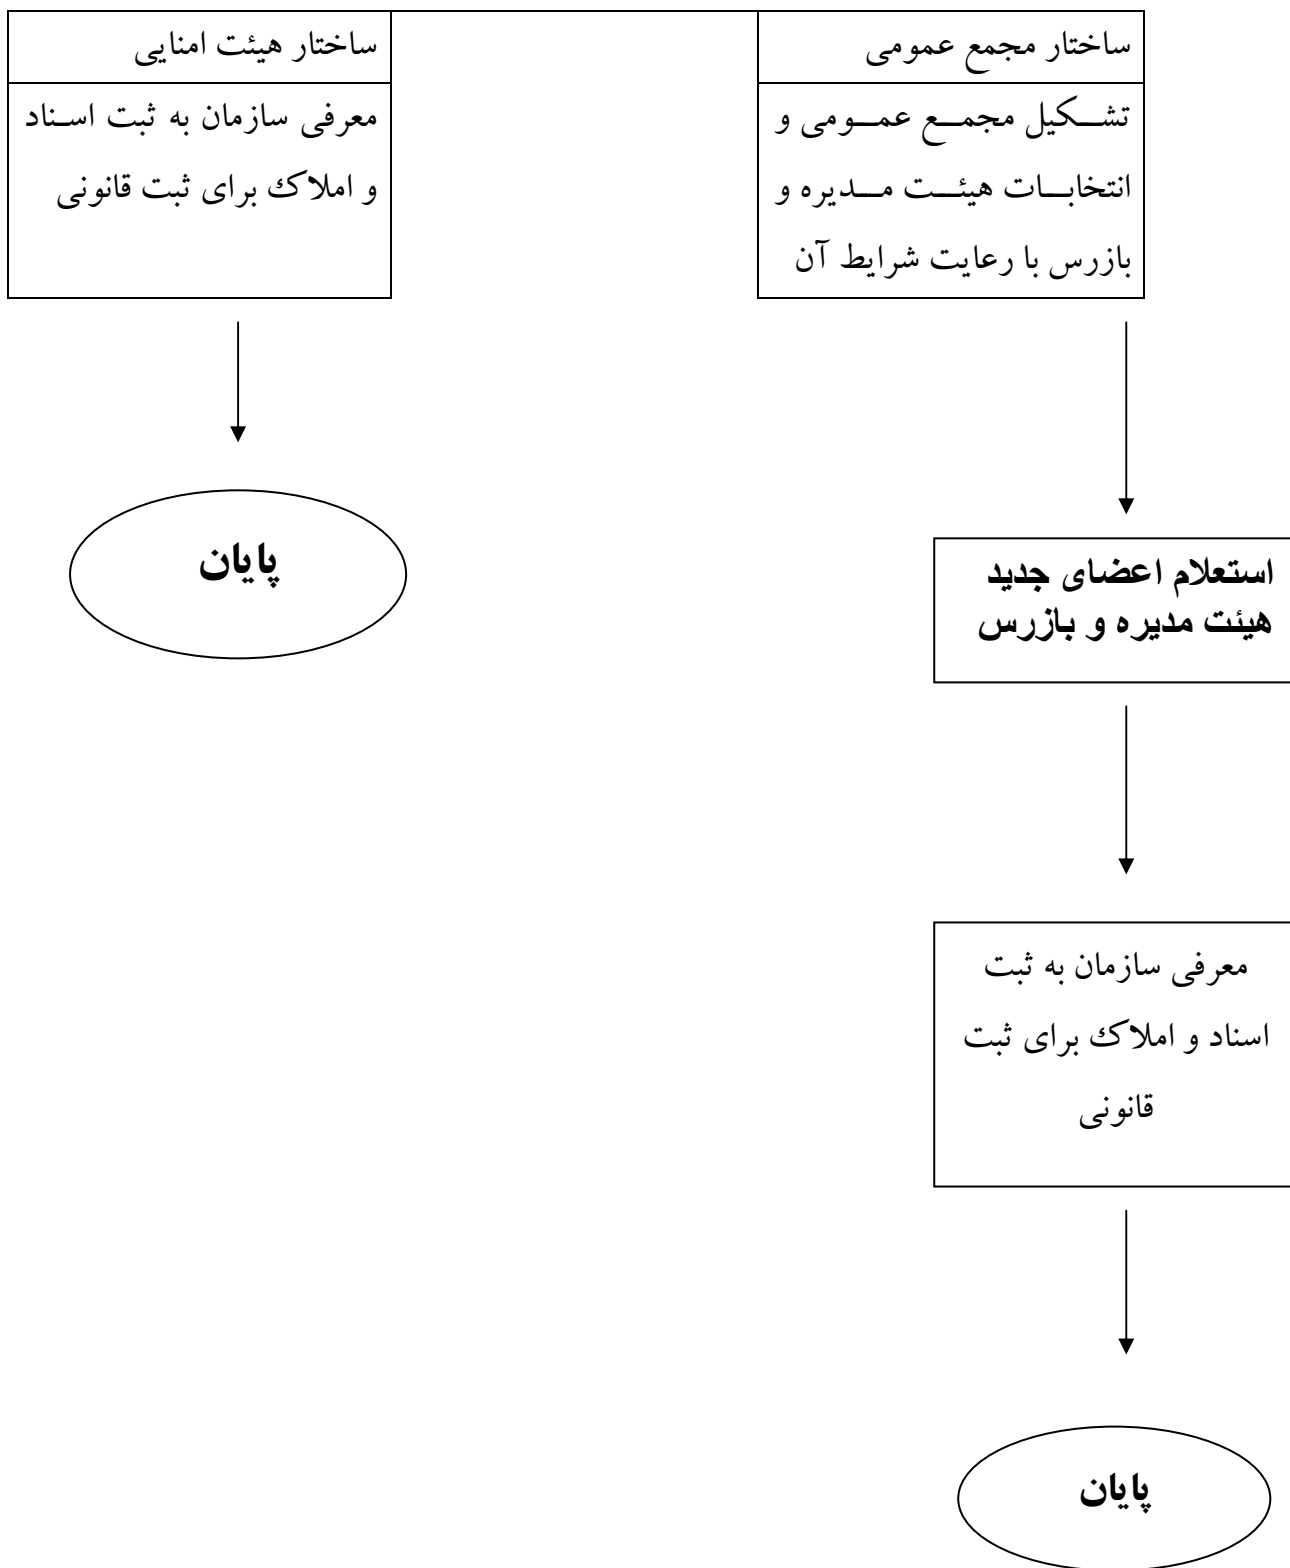 ساختار مجمع عمومی
تشکیل مجمع عمومی و
انتخابات هیئت مدیره و
بازرس با رعایت شرایط آن
ساختار هیئت امنایی
معرفی سازمان به ثبت اسناد
و املاک برای ثبت قانونی
پایان
استعلام اعضای جدید
هیئت مدیره و بازرس
معرفی سازمان به ثبت
اسناد و املاک برای ثبت
قانونی
پایان